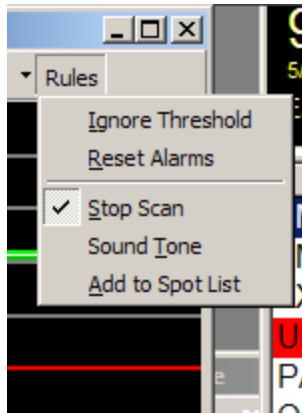 Rules
Ignore Threshold
Reset Alarms
Stop Scan
Sound Tone
Add to Spot List